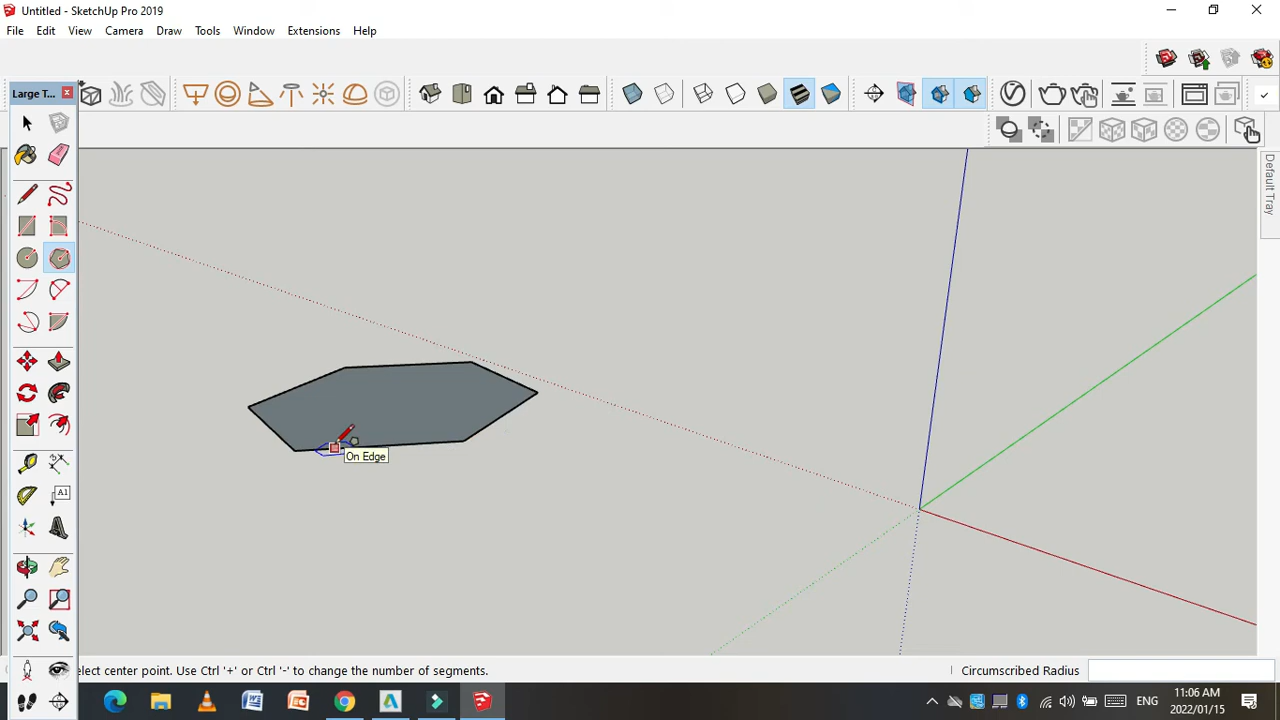 Untitled - SketchUp Pro 2019
File Edit View Camera Draw Tools Window Extensions Help
Large T...
Default Tray
A1
On Edge
elect center point. Use Ctrl '+' or Ctrl '-' to change the number of segments.
Circumscribed Radius
ENG
11:06 AM
2022/01/15